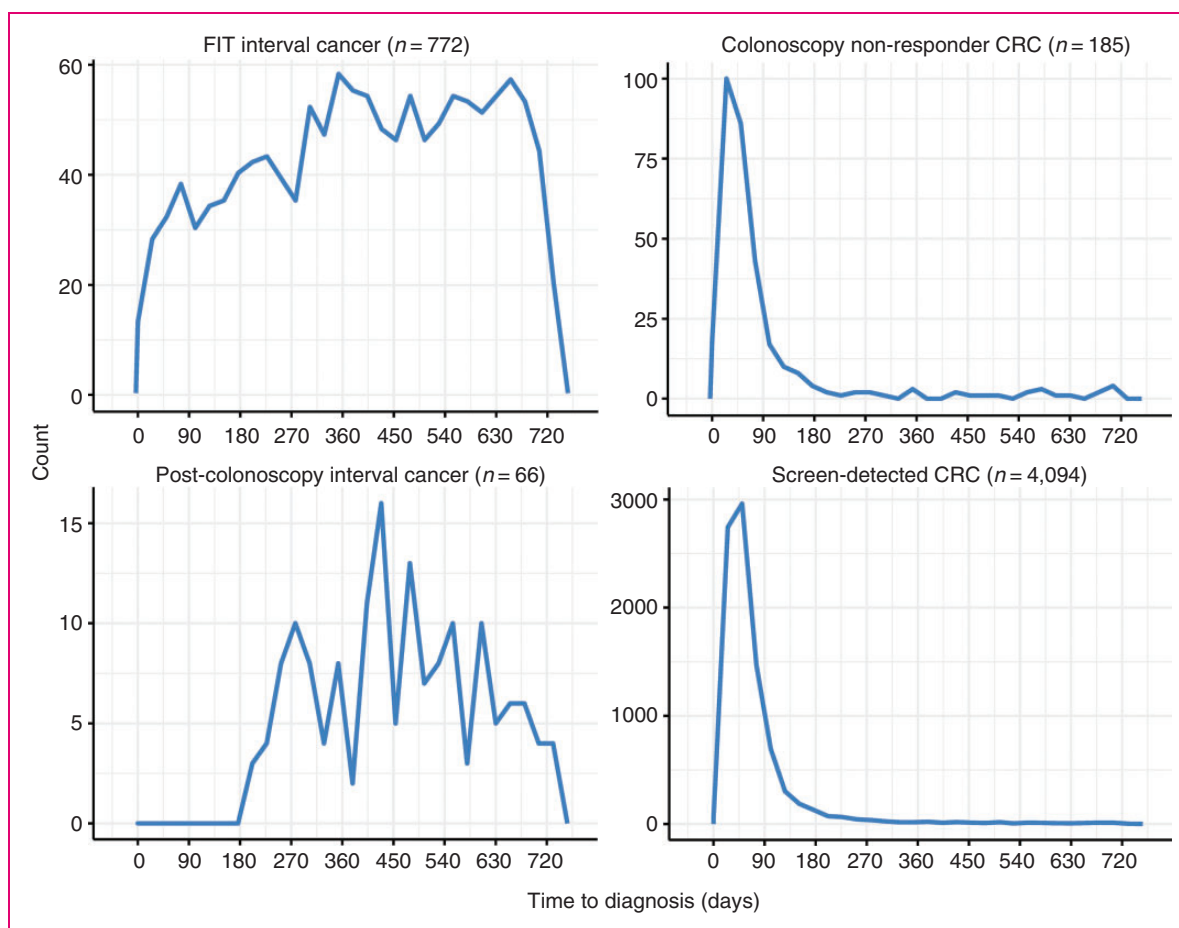 FIT interval cancer (n = 772)
60
40
20
0
0 90 180 270 360 450 540 630 720
Colonoscopy non-responder CRC (n = 185)
100
75
50
25
0
0 90 180 270 360 450 540 630 720
Count
Post-colonoscopy interval cancer (n = 66)
15
10
5
0
0 90 180 270 360 450 540 630 720
Screen-detected CRC (n = 4,094)
3000
2000
1000
0
0 90 180 270 360 450 540 630 720
Time to diagnosis (days)